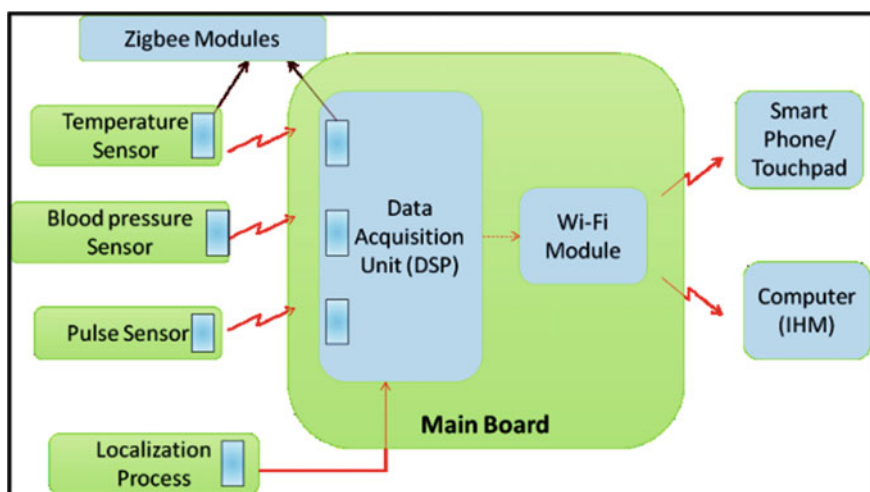 Zigbee Modules
Temperature
Sensor
Blood pressure
Sensor
Pulse Sensor
Localization
Process
Data
Acquisition
Unit (DSP)
Wi-Fi
Module
Main Board
Smart
Phone/
Touchpad
Computer
(IHM)